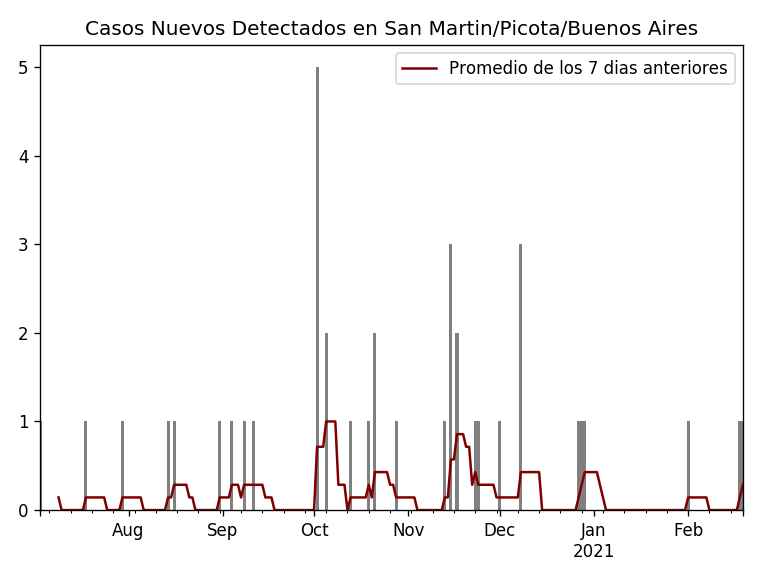 Casos Nuevos Detectados en San Martin/Picota/Buenos Aires
Promedio de los 7 dias anteriores
5
4
3
2
1
0
Aug Sep Oct Nov Dec Jan Feb
2021